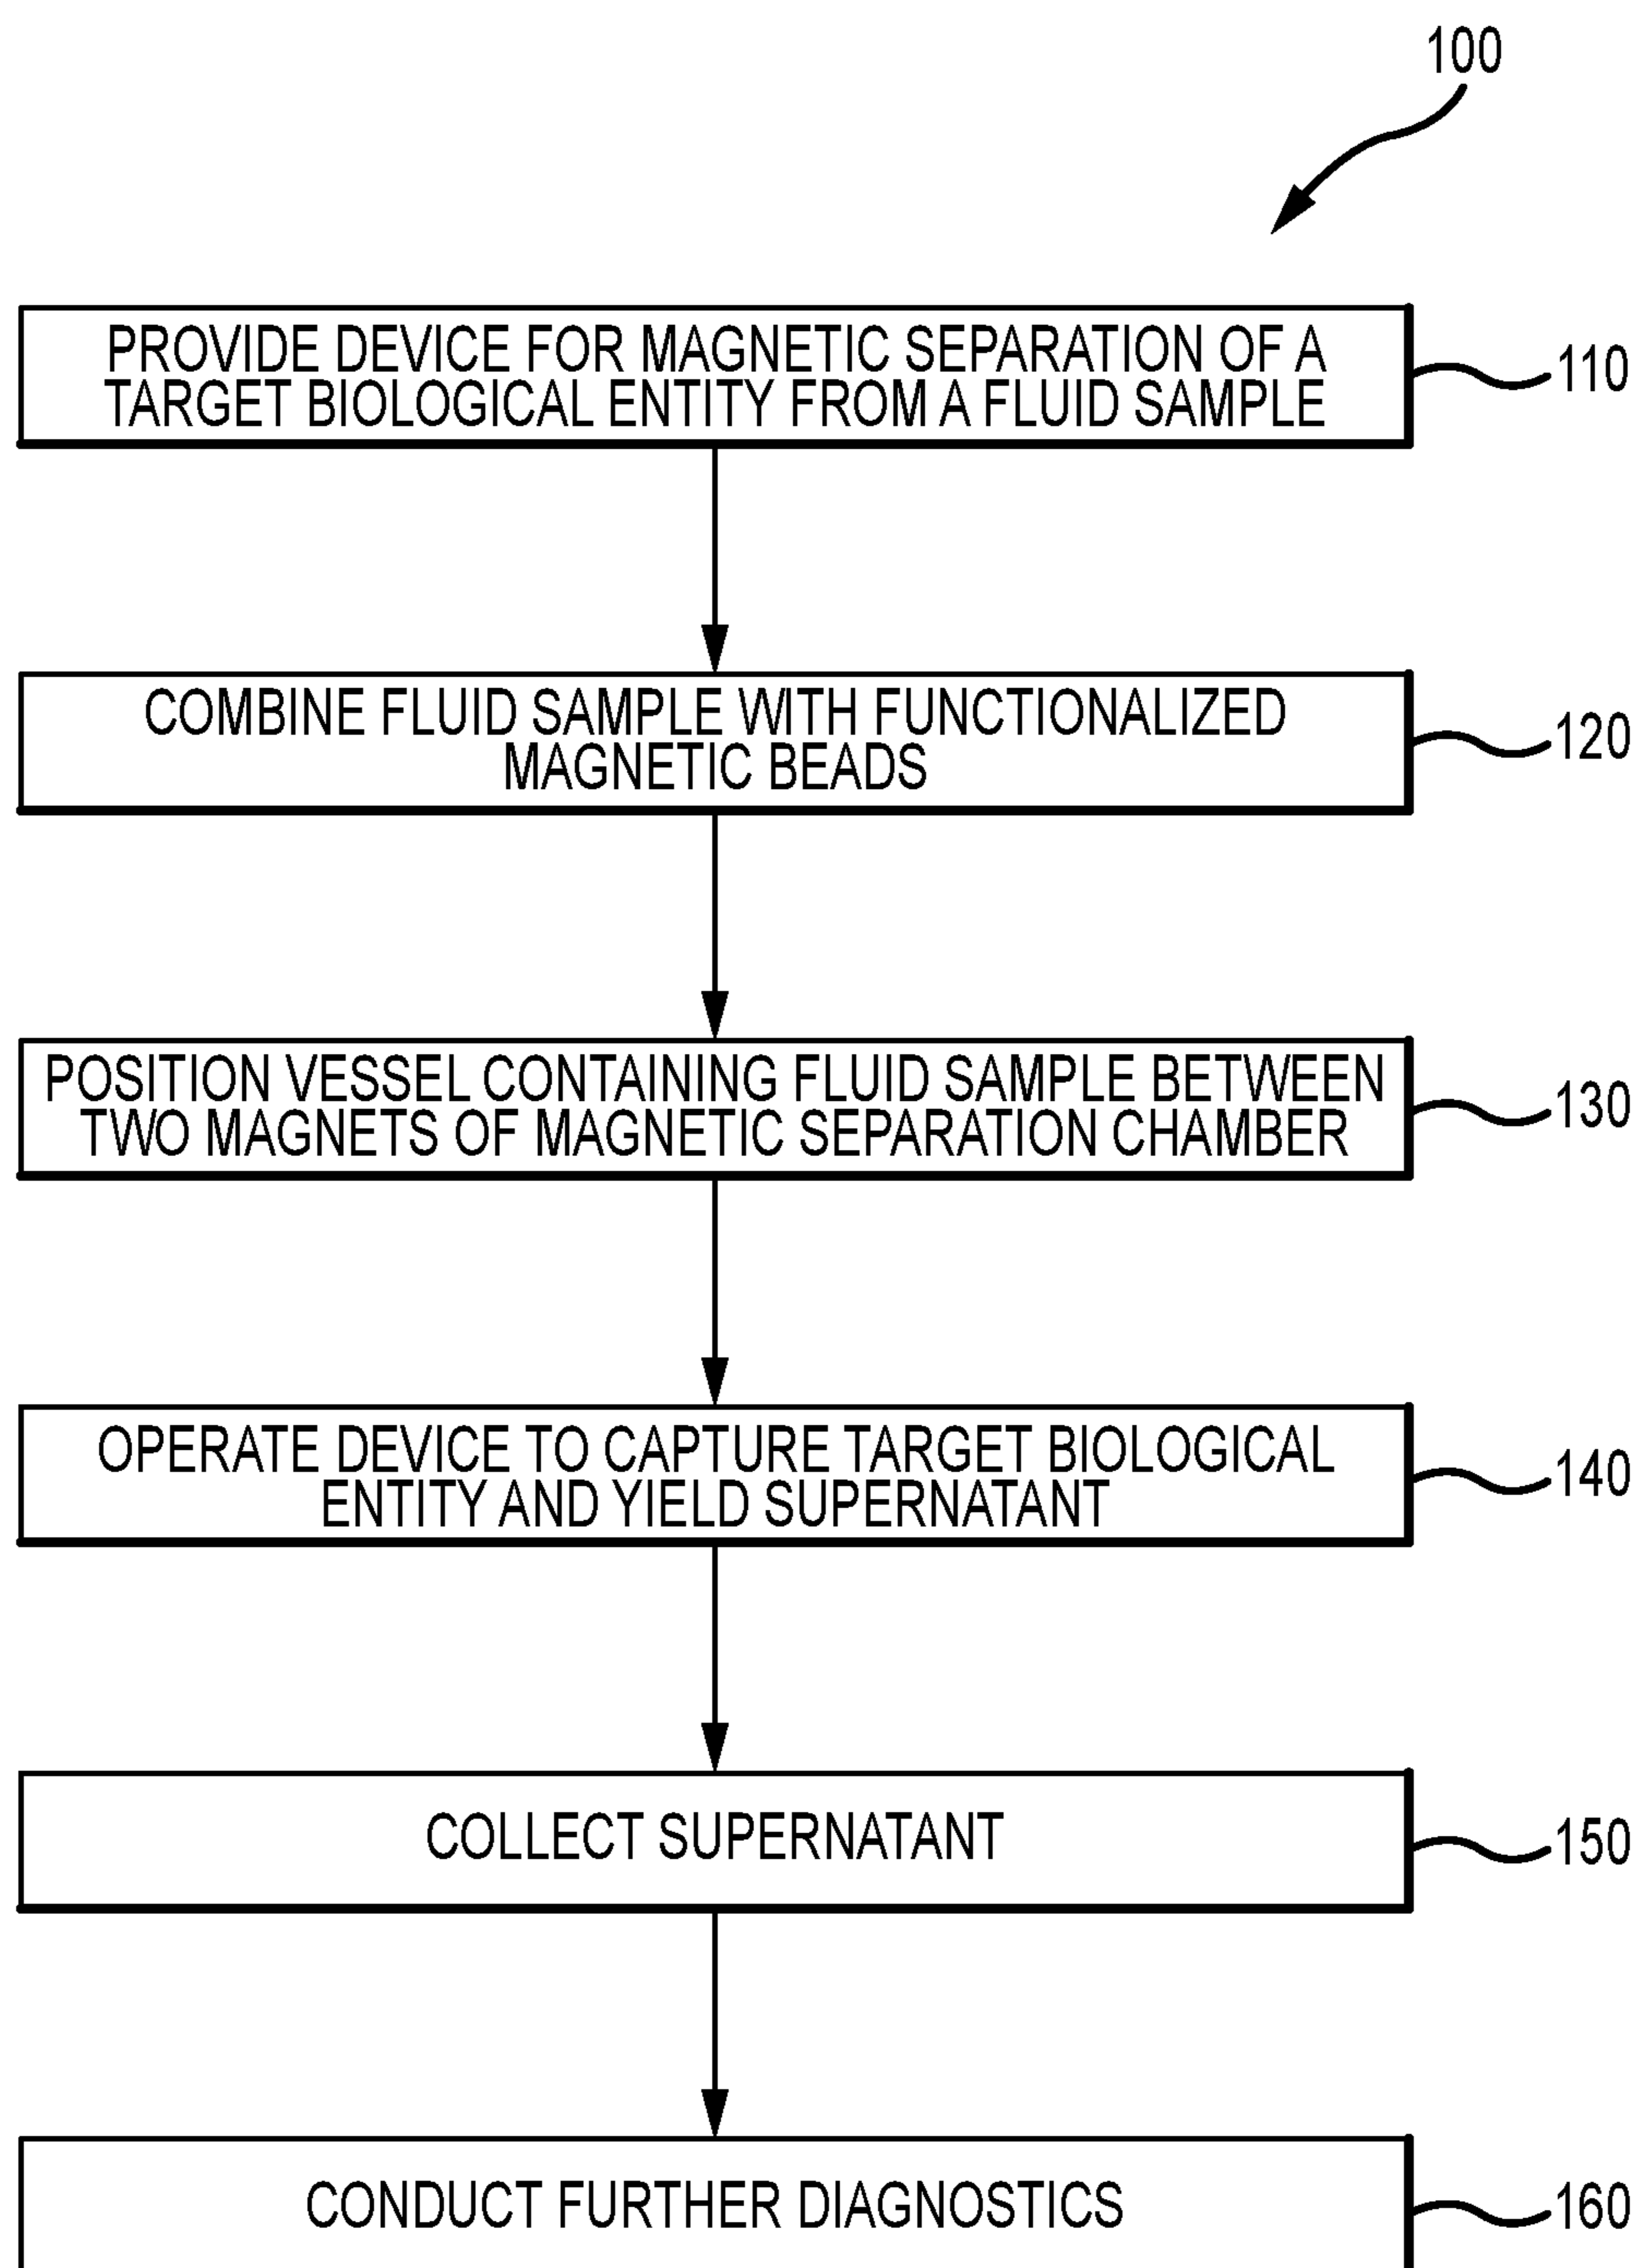 100
PROVIDE DEVICE FOR MAGNETIC SEPARATION OF A
TARGET BIOLOGICAL ENTITY FROM A FLUID SAMPLE
110
COMBINE FLUID SAMPLE WITH FUNCTIONALIZED
MAGNETIC BEADS
120
POSITION VESSEL CONTAINING FLUID SAMPLE BETWEEN
TWO MAGNETS OF MAGNETIC SEPARATION CHAMBER
130
OPERATE DEVICE TO CAPTURE TARGET BIOLOGICAL
ENTITY AND YIELD SUPERNATANT
140
COLLECT SUPERNATANT
150
CONDUCT FURTHER DIAGNOSTICS
160